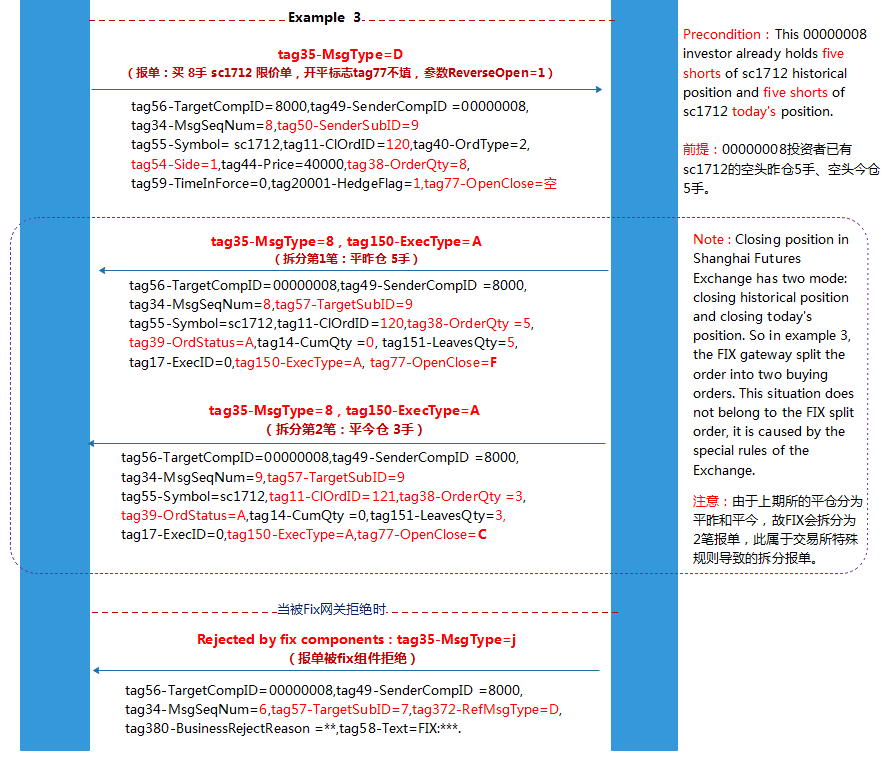 Example 3
tag35-MsgType=D
（报单：买 8手 sc1712 限价单，开平标志tag77不填，参数ReverseOpen=1）
tag56-TargetCompID=8000,tag49-SenderCompID =00000008,
tag34-MsgSeqNum=8,tag50-SenderSubID=9
tag55-Symbol= sc1712,tag11-ClOrdID=120,tag40-OrdType=2,
tag54-Side=1,tag44-Price=40000,tag38-OrderQty=8,
tag59-TimeInForce=0,tag20001-HedgeFlag=1,tag77-OpenClose=空
Precondition：This 00000008
investor already holds five
shorts of sc1712 historical
position and five shorts of
sc1712 today's position.
前提：00000008投资者已有
sc1712的空头昨仓5手、空头今仓
5手。
tag35-MsgType=8，tag150-ExecType=A
（拆分第1笔：平昨仓 5手）
tag56-TargetCompID=00000008,tag49-SenderCompID =8000,
tag34-MsgSeqNum=8,tag57-TargetSubID=9
tag55-Symbol=sc1712,tag11-ClOrdID=120,tag38-OrderQty =5,
tag39-OrdStatus=A,tag14-CumQty =0, tag151-LeavesQty=5,
tag17-ExecID=0,tag150-ExecType=A, tag77-OpenClose=F
tag35-MsgType=8，tag150-ExecType=A
（拆分第2笔：平今仓 3手）
tag56-TargetCompID=00000008,tag49-SenderCompID =8000,
tag34-MsgSeqNum=9,tag57-TargetSubID=9
tag55-Symbol=sc1712,tag11-ClOrdID=121,tag38-OrderQty =3,
tag39-OrdStatus=A,tag14-CumQty =0,tag151-LeavesQty=3,
tag17-ExecID=0,tag150-ExecType=A,tag77-OpenClose=C
Note：Closing position in
Shanghai Futures
Exchange has two mode:
closing historical position
and closing today's
position. So in example 3,
the FIX gateway split the
order into two buying
orders. This situation does
not belong to the FIX split
order, it is caused by the
special rules of the
Exchange.
注意：由于上期所的平仓分为
平昨和平今，故FIX会拆分为
2笔报单，此属于交易所特殊
规则导致的拆分报单。
当被Fix网关拒绝时
Rejected by fix components：tag35-MsgType=j
（报单被fix组件拒绝）
tag56-TargetCompID=00000008,tag49-SenderCompID =8000,
tag34-MsgSeqNum=6,tag57-TargetSubID=7,tag372-RefMsgType=D,
tag380-BusinessRejectReason =**,tag58-Text=FIX:***.